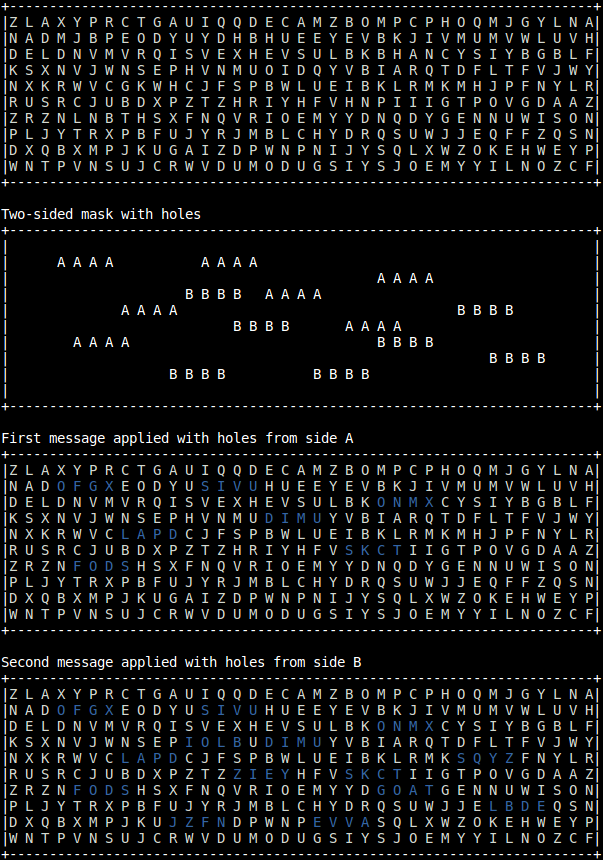 +-------------------------------------------------------------------------+
|Z L A X Y P R C T G A U I Q Q D E C A M Z B O M P C P H O Q M J G Y L N A|
|N A D M J B P E O D Y U Y D H B H U E E Y E V B K J I V M U M V W L U V H|
|D E L D N V M V R Q I S V E X H E V S U L B K B H A N C Y S I Y B G B L F|
|K S X N V J W N S E P H V N M U O I D Q Y V B I A R Q T D F L T F V J W Y|
|N X K R W V C G K W H C J F S P B W L U E I B K L R M K M H J P F N Y L R|
|R U S R C J U B D X P Z T Z H R I Y H F V H N P I I I G T P O V G D A A Z|
|Z R Z N L N B T H S X F N Q V R I O E M Y Y D N Q D Y G E N N U W I S O N|
|P L J Y T R X P B F U J Y R J M B L C H Y D R Q S U W J J E Q F F Z Q S N|
|D X Q B X M P J K U G A I Z D P W N P N I J Y S Q L X W Z O K E H W E Y P|
|W N T P V N S U J C R W V D U M O D U G S I Y S J O E M Y Y I L N O Z C F|
+-------------------------------------------------------------------------+
Two-sided mask with holes
+-------------------------------------------------------------------------+
|                                                                         |
|      A A A A           A A A A                                          |
|                                              A A A A                    |
|                      B B B B   A A A A                                  |
|              A A A A                                   B B B B          |
|                            B B B B       A A A A                        |
|        A A A A                               B B B B                    |
|                                                            B B B B      |
|                    B B B B           B B B B                            |
|                                                                         |
+-------------------------------------------------------------------------+
First message applied with holes from side A
+-------------------------------------------------------------------------+
|Z L A X Y P R C T G A U I Q Q D E C A M Z B O M P C P H O Q M J G Y L N A|
|N A D O F G X E O D Y U S I V U H U E E Y E V B K J I V M U M V W L U V H|
|D E L D N V M V R Q I S V E X H E V S U L B K O N M X C Y S I Y B G B L F|
|K S X N V J W N S E P H V N M U D I M U Y V B I A R Q T D F L T F V J W Y|
|N X K R W V C L A P D C J F S P B W L U E I B K L R M K M H J P F N Y L R|
|R U S R C J U B D X P Z T Z H R I Y H F V S K C T I I G T P O V G D A A Z|
|Z R Z N F O D S H S X F N Q V R I O E M Y Y D N Q D Y G E N N U W I S O N|
|P L J Y T R X P B F U J Y R J M B L C H Y D R Q S U W J J E Q F F Z Q S N|
|D X Q B X M P J K U G A I Z D P W N P N I J Y S Q L X W Z O K E H W E Y P|
|W N T P V N S U J C R W V D U M O D U G S I Y S J O E M Y Y I L N O Z C F|
+-------------------------------------------------------------------------+
Second message applied with holes from side B
+-------------------------------------------------------------------------+
|Z L A X Y P R C T G A U I Q Q D E C A M Z B O M P C P H O Q M J G Y L N A|
|N A D O F G X E O D Y U S I V U H U E E Y E V B K J I V M U M V W L U V H|
|D E L D N V M V R Q I S V E X H E V S U L B K O N M X C Y S I Y B G B L F|
|K S X N V J W N S E P I O L B U D I M U Y V B I A R Q T D F L T F V J W Y|
|N X K R W V C L A P D C J F S P B W L U E I B K L R M K S Q Y Z F N Y L R|
|R U S R C J U B D X P Z T Z Z I E Y H F V S K C T I I G T P O V G D A A Z|
|Z R Z N F O D S H S X F N Q V R I O E M Y Y D G O A T G E N N U W I S O N|
|P L J Y T R X P B F U J Y R J M B L C H Y D R Q S U W J J E L B D E Q S N|
|D X Q B X M P J K U J Z F N D P W N P E V V A S Q L X W Z O K E H W E Y P|
|W N T P V N S U J C R W V D U M O D U G S I Y S J O E M Y Y I L N O Z C F|
+-------------------------------------------------------------------------+